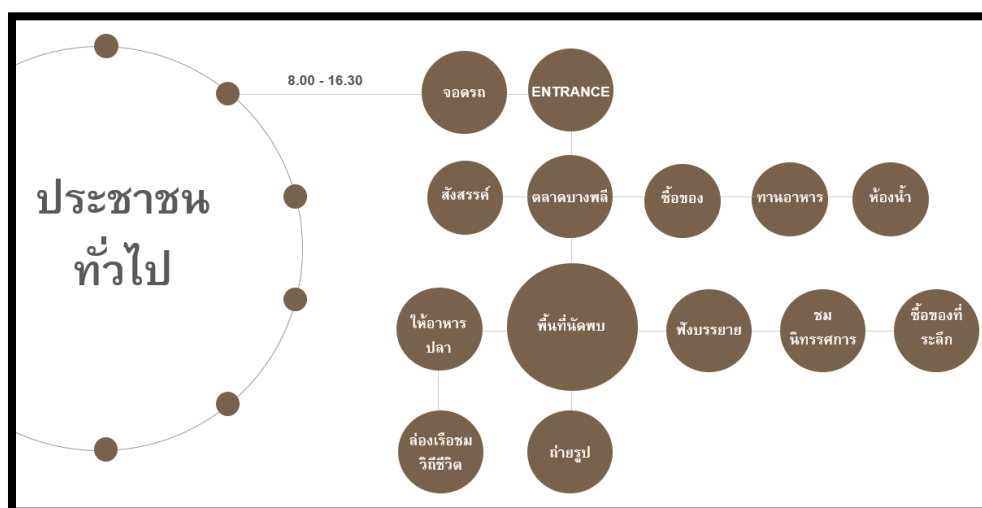 8.00 - 16.30
จอดรถ
ENTRANCE
ประชาชน
ทั่วไป
สังสรรค์
ตลาดบางพลี
ซื้อของ
ทานอาหาร
ห้องน้ำ
ให้อาหาร
ปลา
พื้นที่นัดพบ
ฟังบรรยาย
ชม
นิทรรศการ
ซื้อของที่
ระลึก
ล่องเรือชม
วิถีชีวิต
ถ่ายรูป